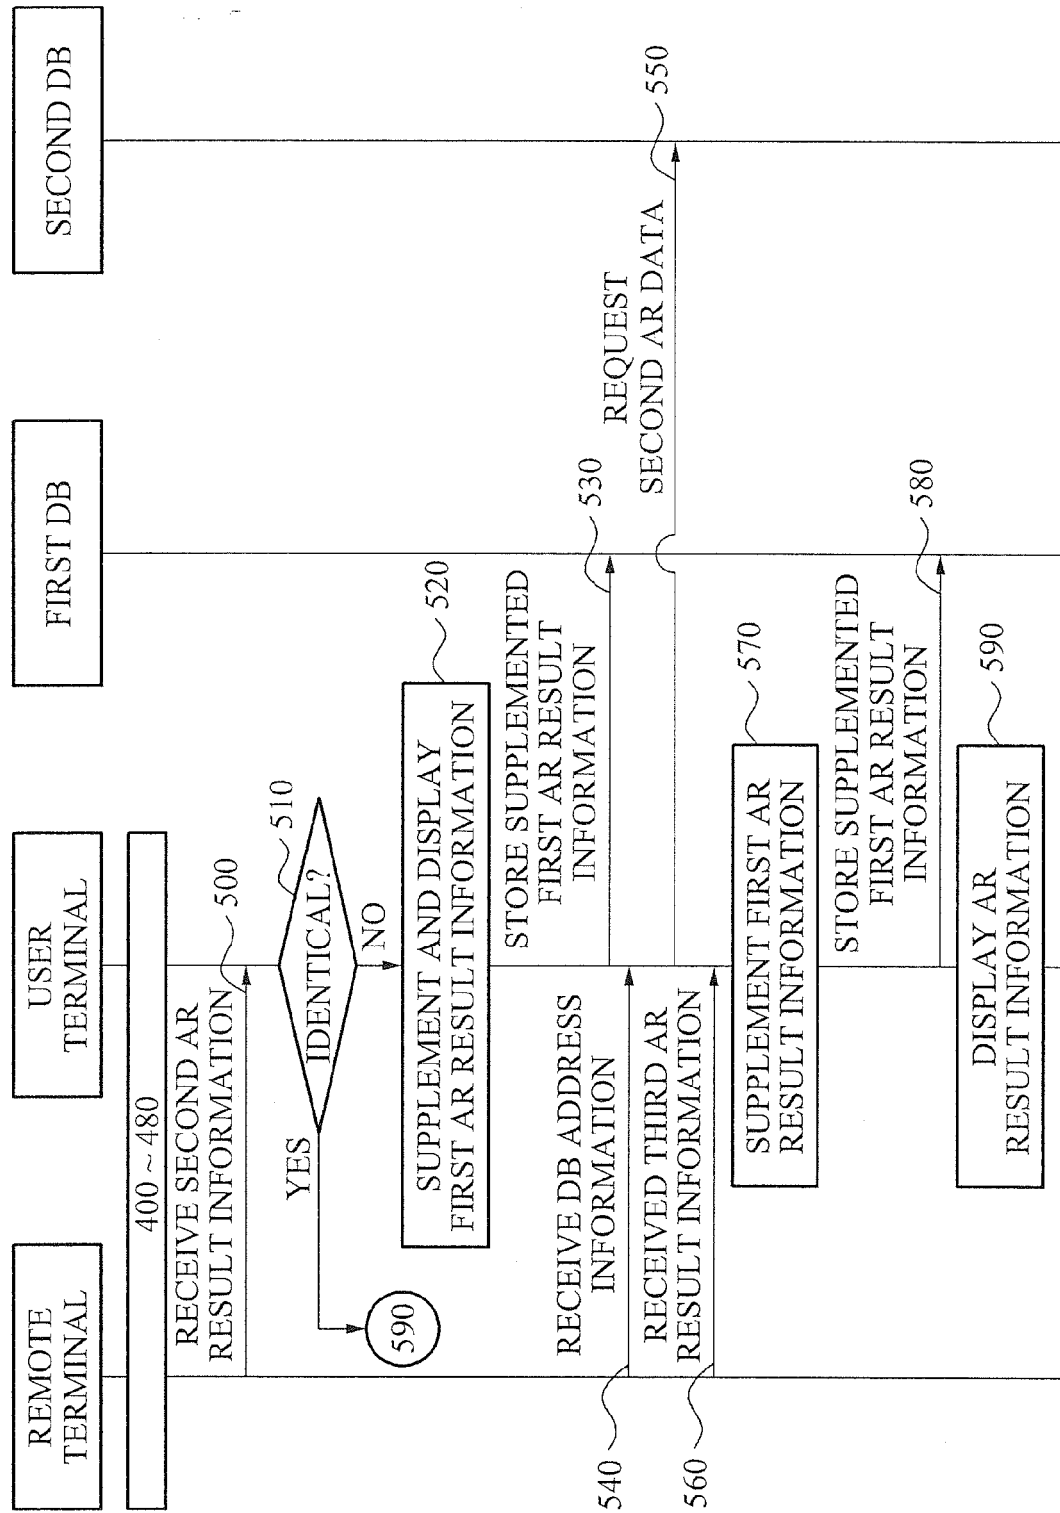 REMOTE
TERMINAL
USER
TERMINAL
FIRST DB
SECOND DB
400 ~ 480
RECEIVE SECOND AR
RESULT INFORMATION
500
IDENTICAL?
510
YES
NO
590
SUPPLEMENT AND DISPLAY
FIRST AR RESULT INFORMATION
520
STORE SUPPLEMENTED
FIRST AR RESULT
INFORMATION
530
RECEIVE DB ADDRESS
INFORMATION
540
REQUEST
SECOND AR DATA
550
RECEIVED THIRD AR
RESULT INFORMATION
560
SUPPLEMENT FIRST AR
RESULT INFORMATION
570
STORE SUPPLEMENTED
FIRST AR RESULT
INFORMATION
580
DISPLAY AR
RESULT INFORMATION
590